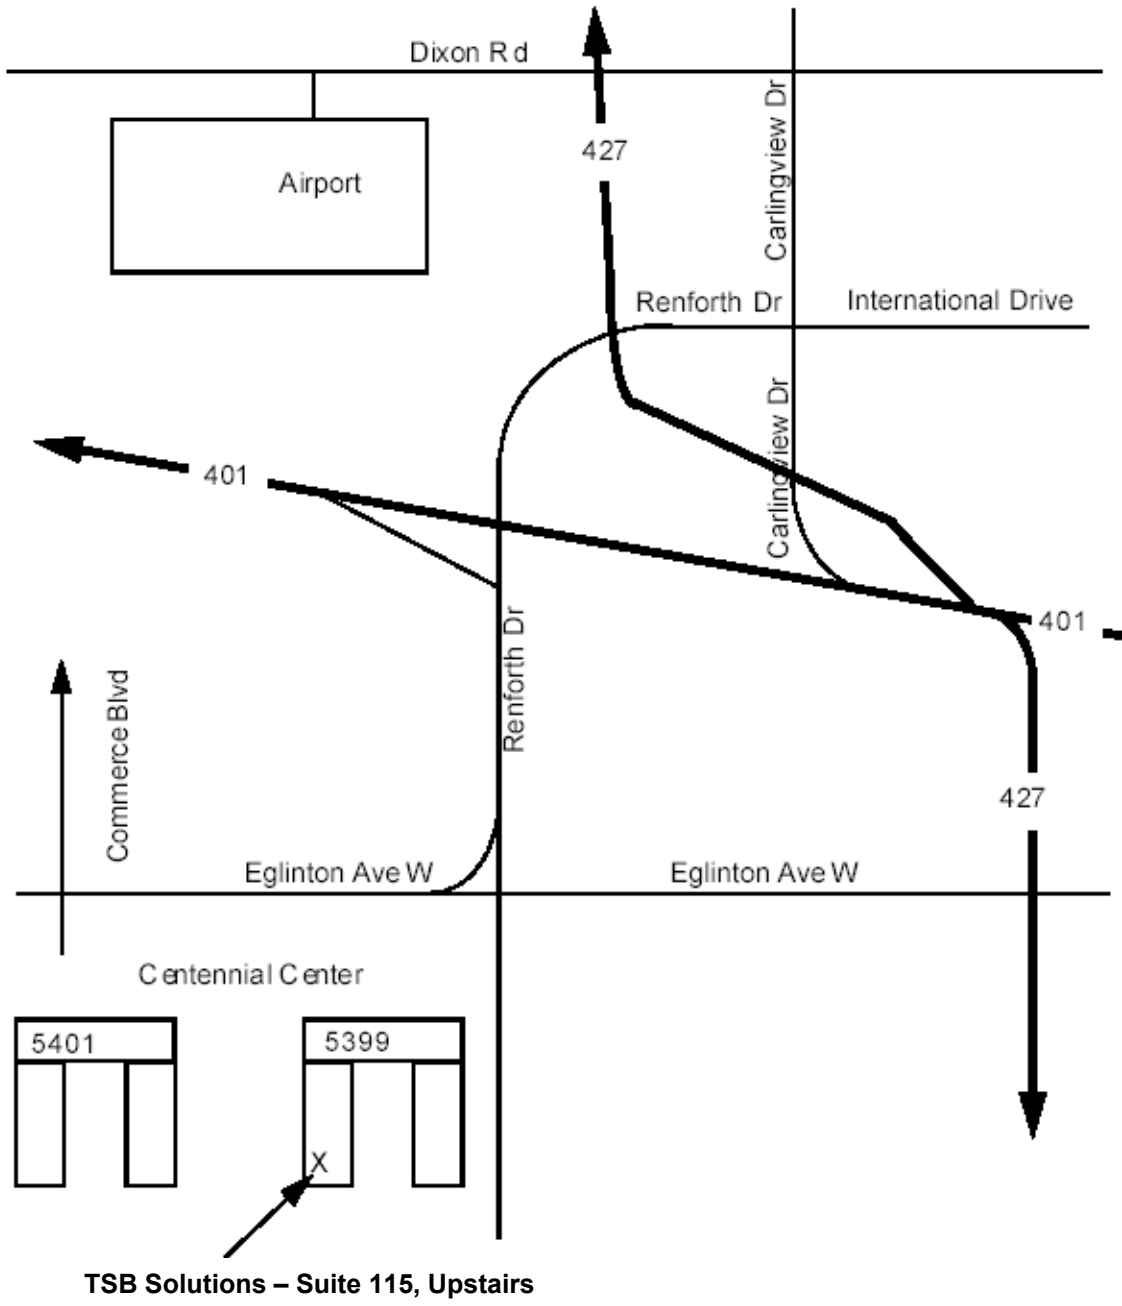 Dixon Rd
427
Carlingview Dr
Airport
Renforth Dr
International Drive
Carlingview Dr
401
401
Renforth Dr
Commerce Blvd
427
Eglinton Ave W
Eglinton Ave W
Centennial Center
5401
5399
X
TSB Solutions – Suite 115, Upstairs